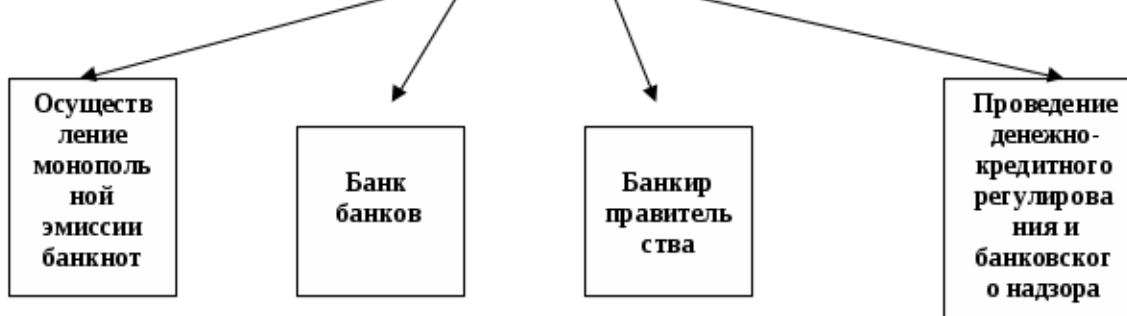 Осуществ
ление
монополь
ной
эмиссии
банкнот
Банк
банков
Банкир
правитель
ства
Проведение
денежно-
кредитного
регулирова
ния и
банковског
о надзора